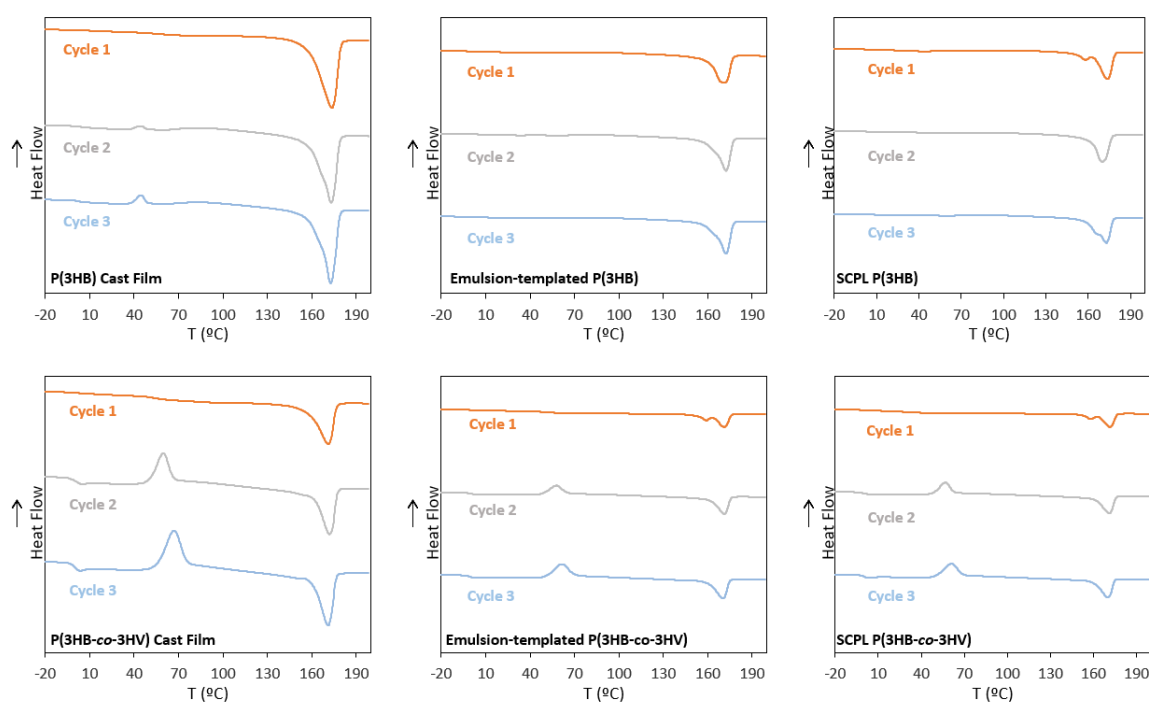 Cycle 1
Cycle 2
Cycle 3
Heat Flow
P(3HB) Cast Film
-20 10 40 70 100 130 160 190
T (ºC)
Cycle 1
Cycle 2
Cycle 3
Heat Flow
Emulsion-templated P(3HB)
-20 10 40 70 100 130 160 190
T (ºC)
Cycle 1
Cycle 2
Cycle 3
Heat Flow
SCPL P(3HB)
-20 10 40 70 100 130 160 190
T (ºC)
Cycle 1
Cycle 2
Cycle 3
Heat Flow
P(3HB-co-3HV) Cast Film
-20 10 40 70 100 130 160 190
T (ºC)
Cycle 1
Cycle 2
Cycle 3
Heat Flow
Emulsion-templated P(3HB-co-3HV)
-20 10 40 70 100 130 160 190
T (ºC)
Cycle 1
Cycle 2
Cycle 3
Heat Flow
SCPL P(3HB-co-3HV)
-20 10 40 70 100 130 160 190
T (ºC)